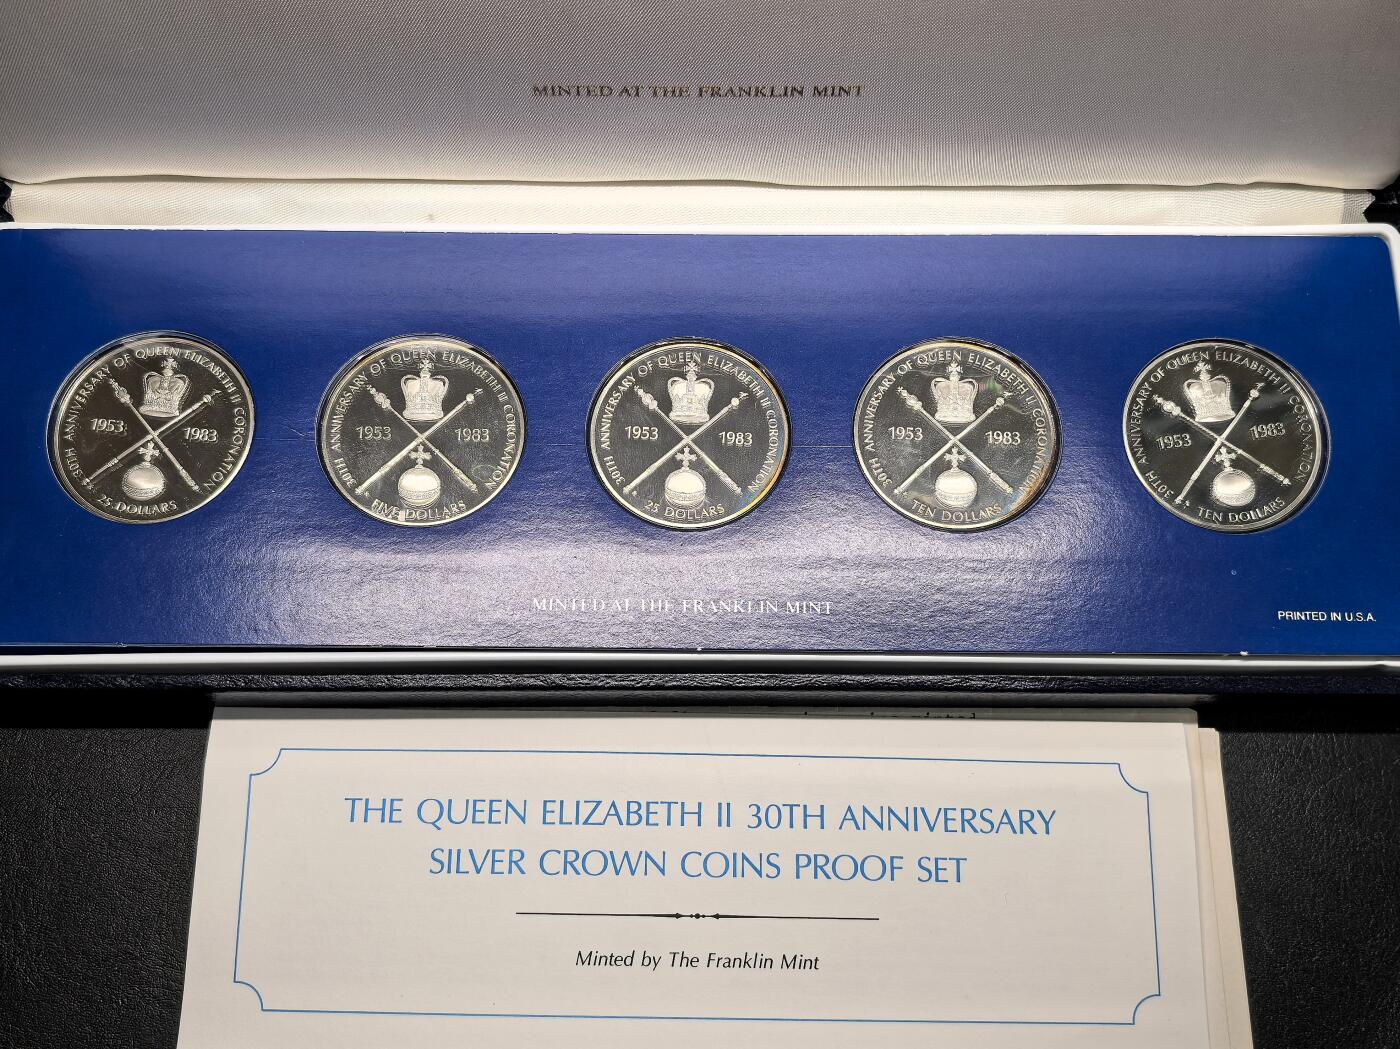 MINTED AT THE FRANKLIN MINT
30TH ANNIVERSARY OF QUEEN ELIZABETH II CORONATION
1953
1983
25 DOLLARS
30TH ANNIVERSARY OF QUEEN ELIZABETH II CORONATION
1953
1983
FIVE DOLLARS
30TH ANNIVERSARY OF QUEEN ELIZABETH II CORONATION
1953
1983
25 DOLLARS
30TH ANNIVERSARY OF QUEEN ELIZABETH II CORONATION
1953
1983
TEN DOLLARS
30TH ANNIVERSARY OF QUEEN ELIZABETH II CORONATION
1953
1983
TEN DOLLARS
MINTED AT THE FRANKLIN MINT
PRINTED IN U.S.A.
THE QUEEN ELIZABETH II 30TH ANNIVERSARY
SILVER CROWN COINS PROOF SET
Minted by The Franklin Mint